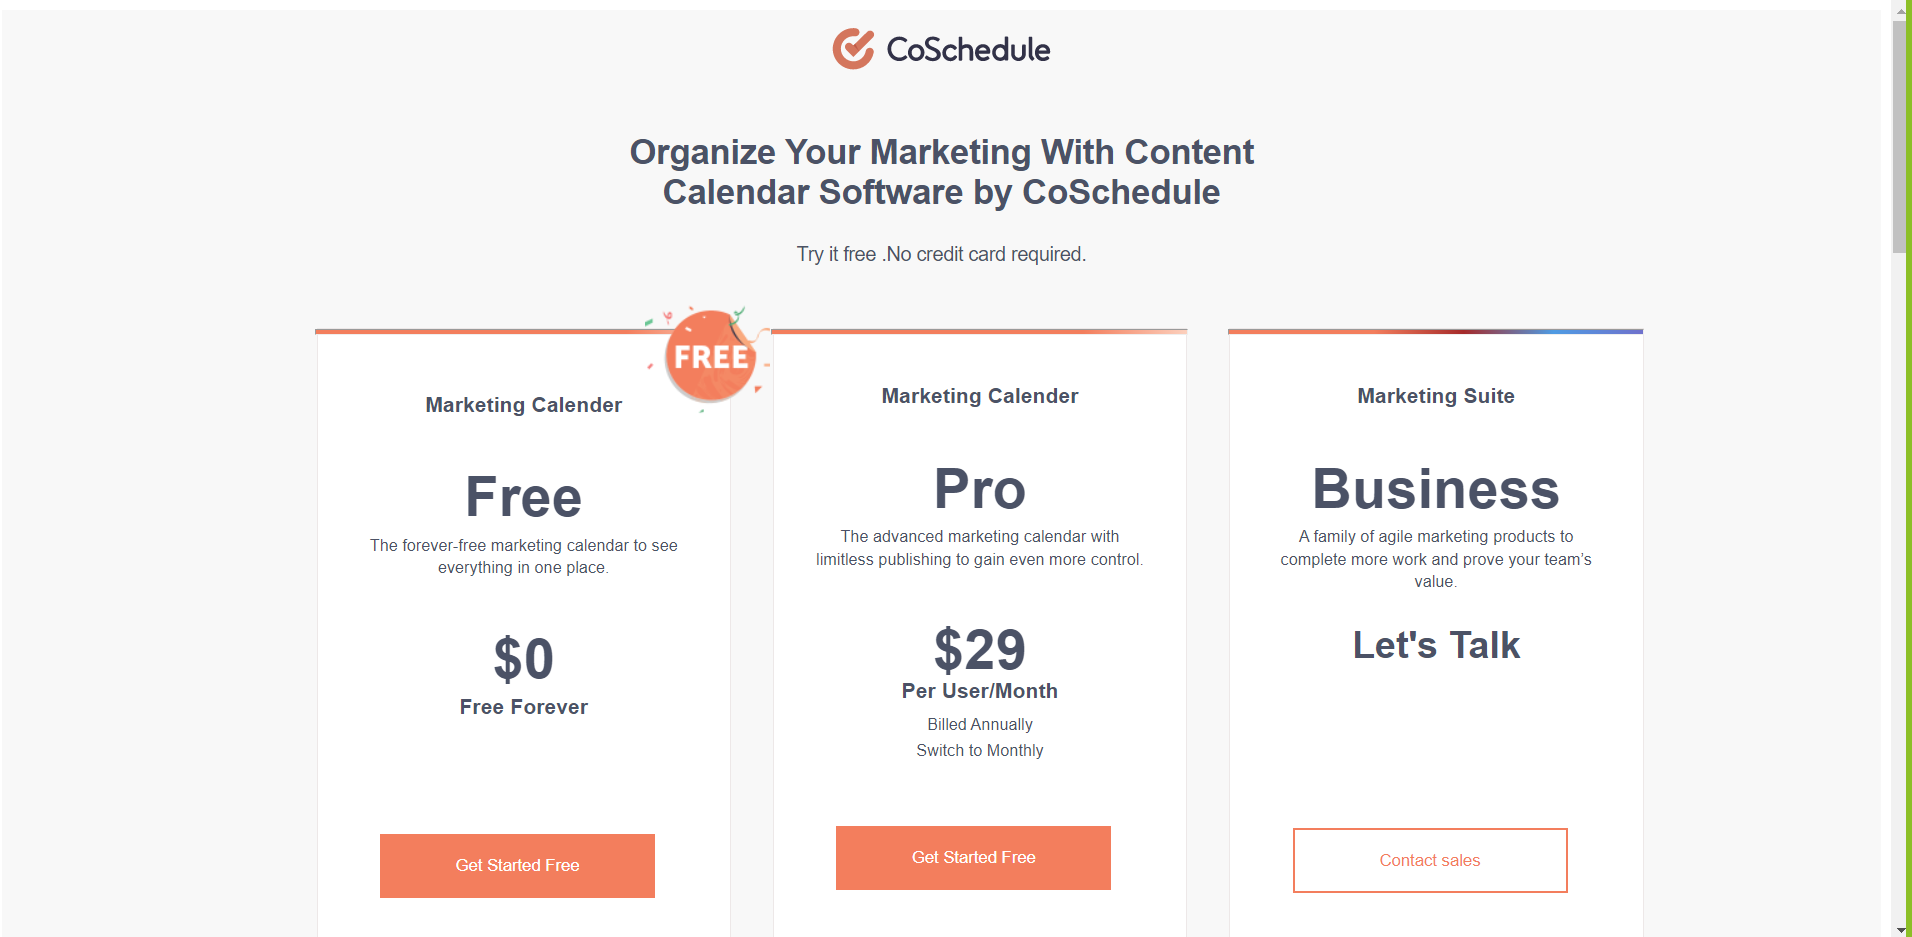 CoSchedule
Organize Your Marketing With Content
Calendar Software by CoSchedule
Try it free .No credit card required.
FREE
Marketing Calender
Free
The forever-free marketing calendar to see
everything in one place.
$0
Free Forever
Get Started Free
Marketing Calender
Pro
The advanced marketing calendar with
limitless publishing to gain even more control.
$29
Per User/Month
Billed Annually
Switch to Monthly
Get Started Free
Marketing Suite
Business
A family of agile marketing products to
complete more work and prove your team’s
value.
Let's Talk
Contact sales